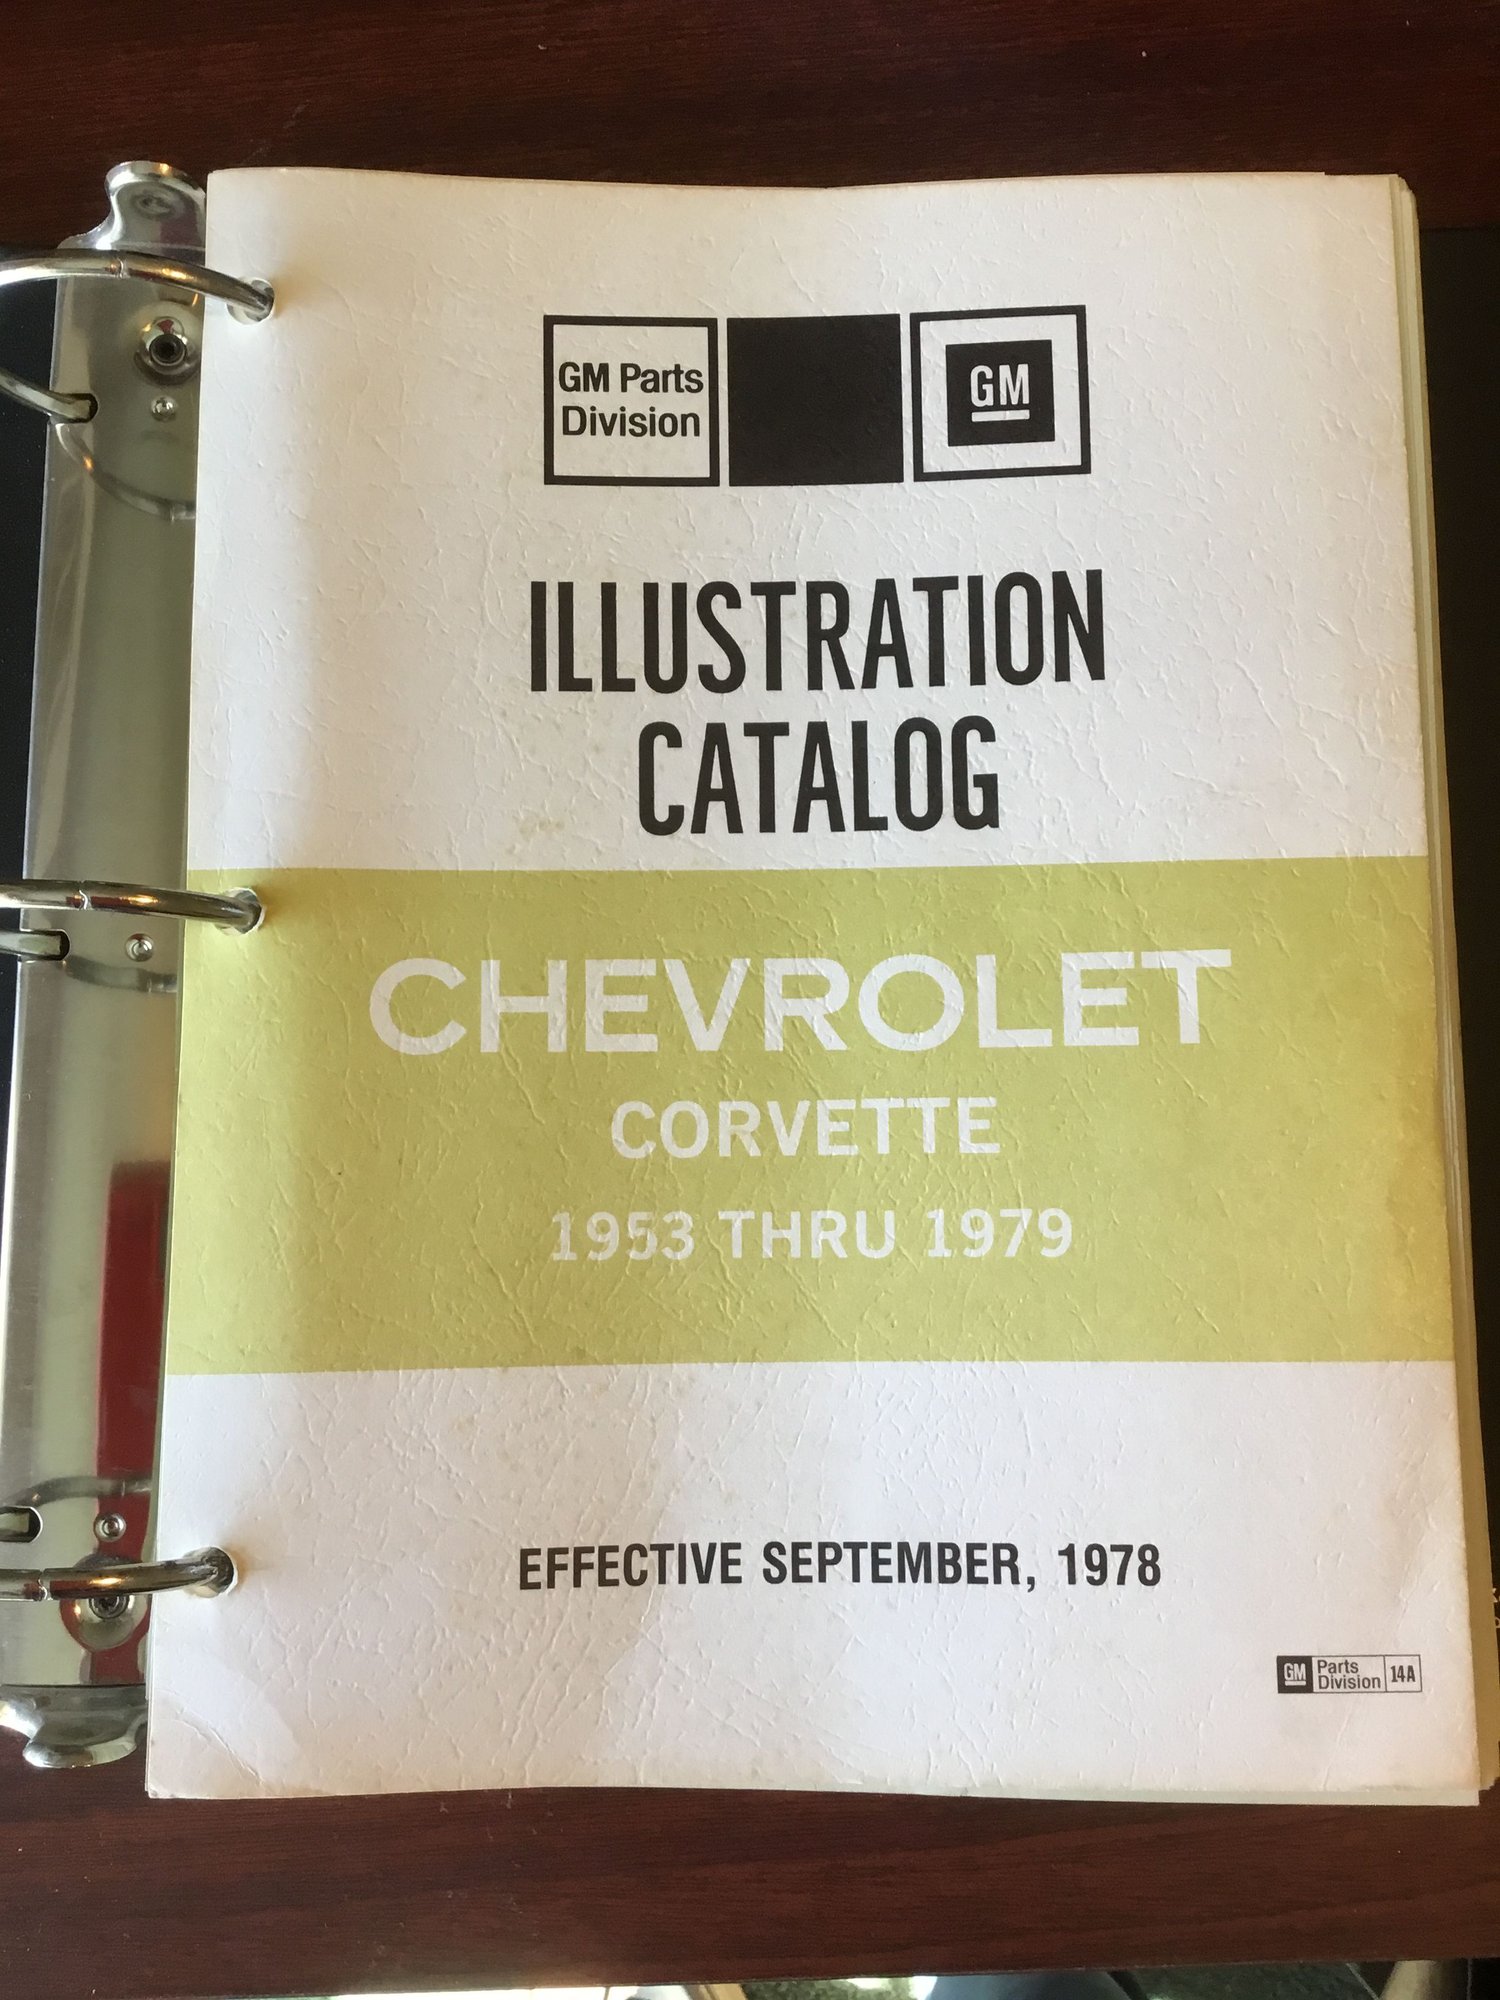 GM Parts
Division
GM
ILLUSTRATION
CATALOG
CHEVROLET
CORVETTE
1953 THRU 1979
EFFECTIVE SEPTEMBER, 1978
GM Parts Division 14A